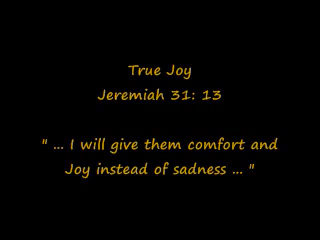 True Joy
Jeremiah 31: 13
" ... I will give them comfort and
Joy instead of sadness ... "